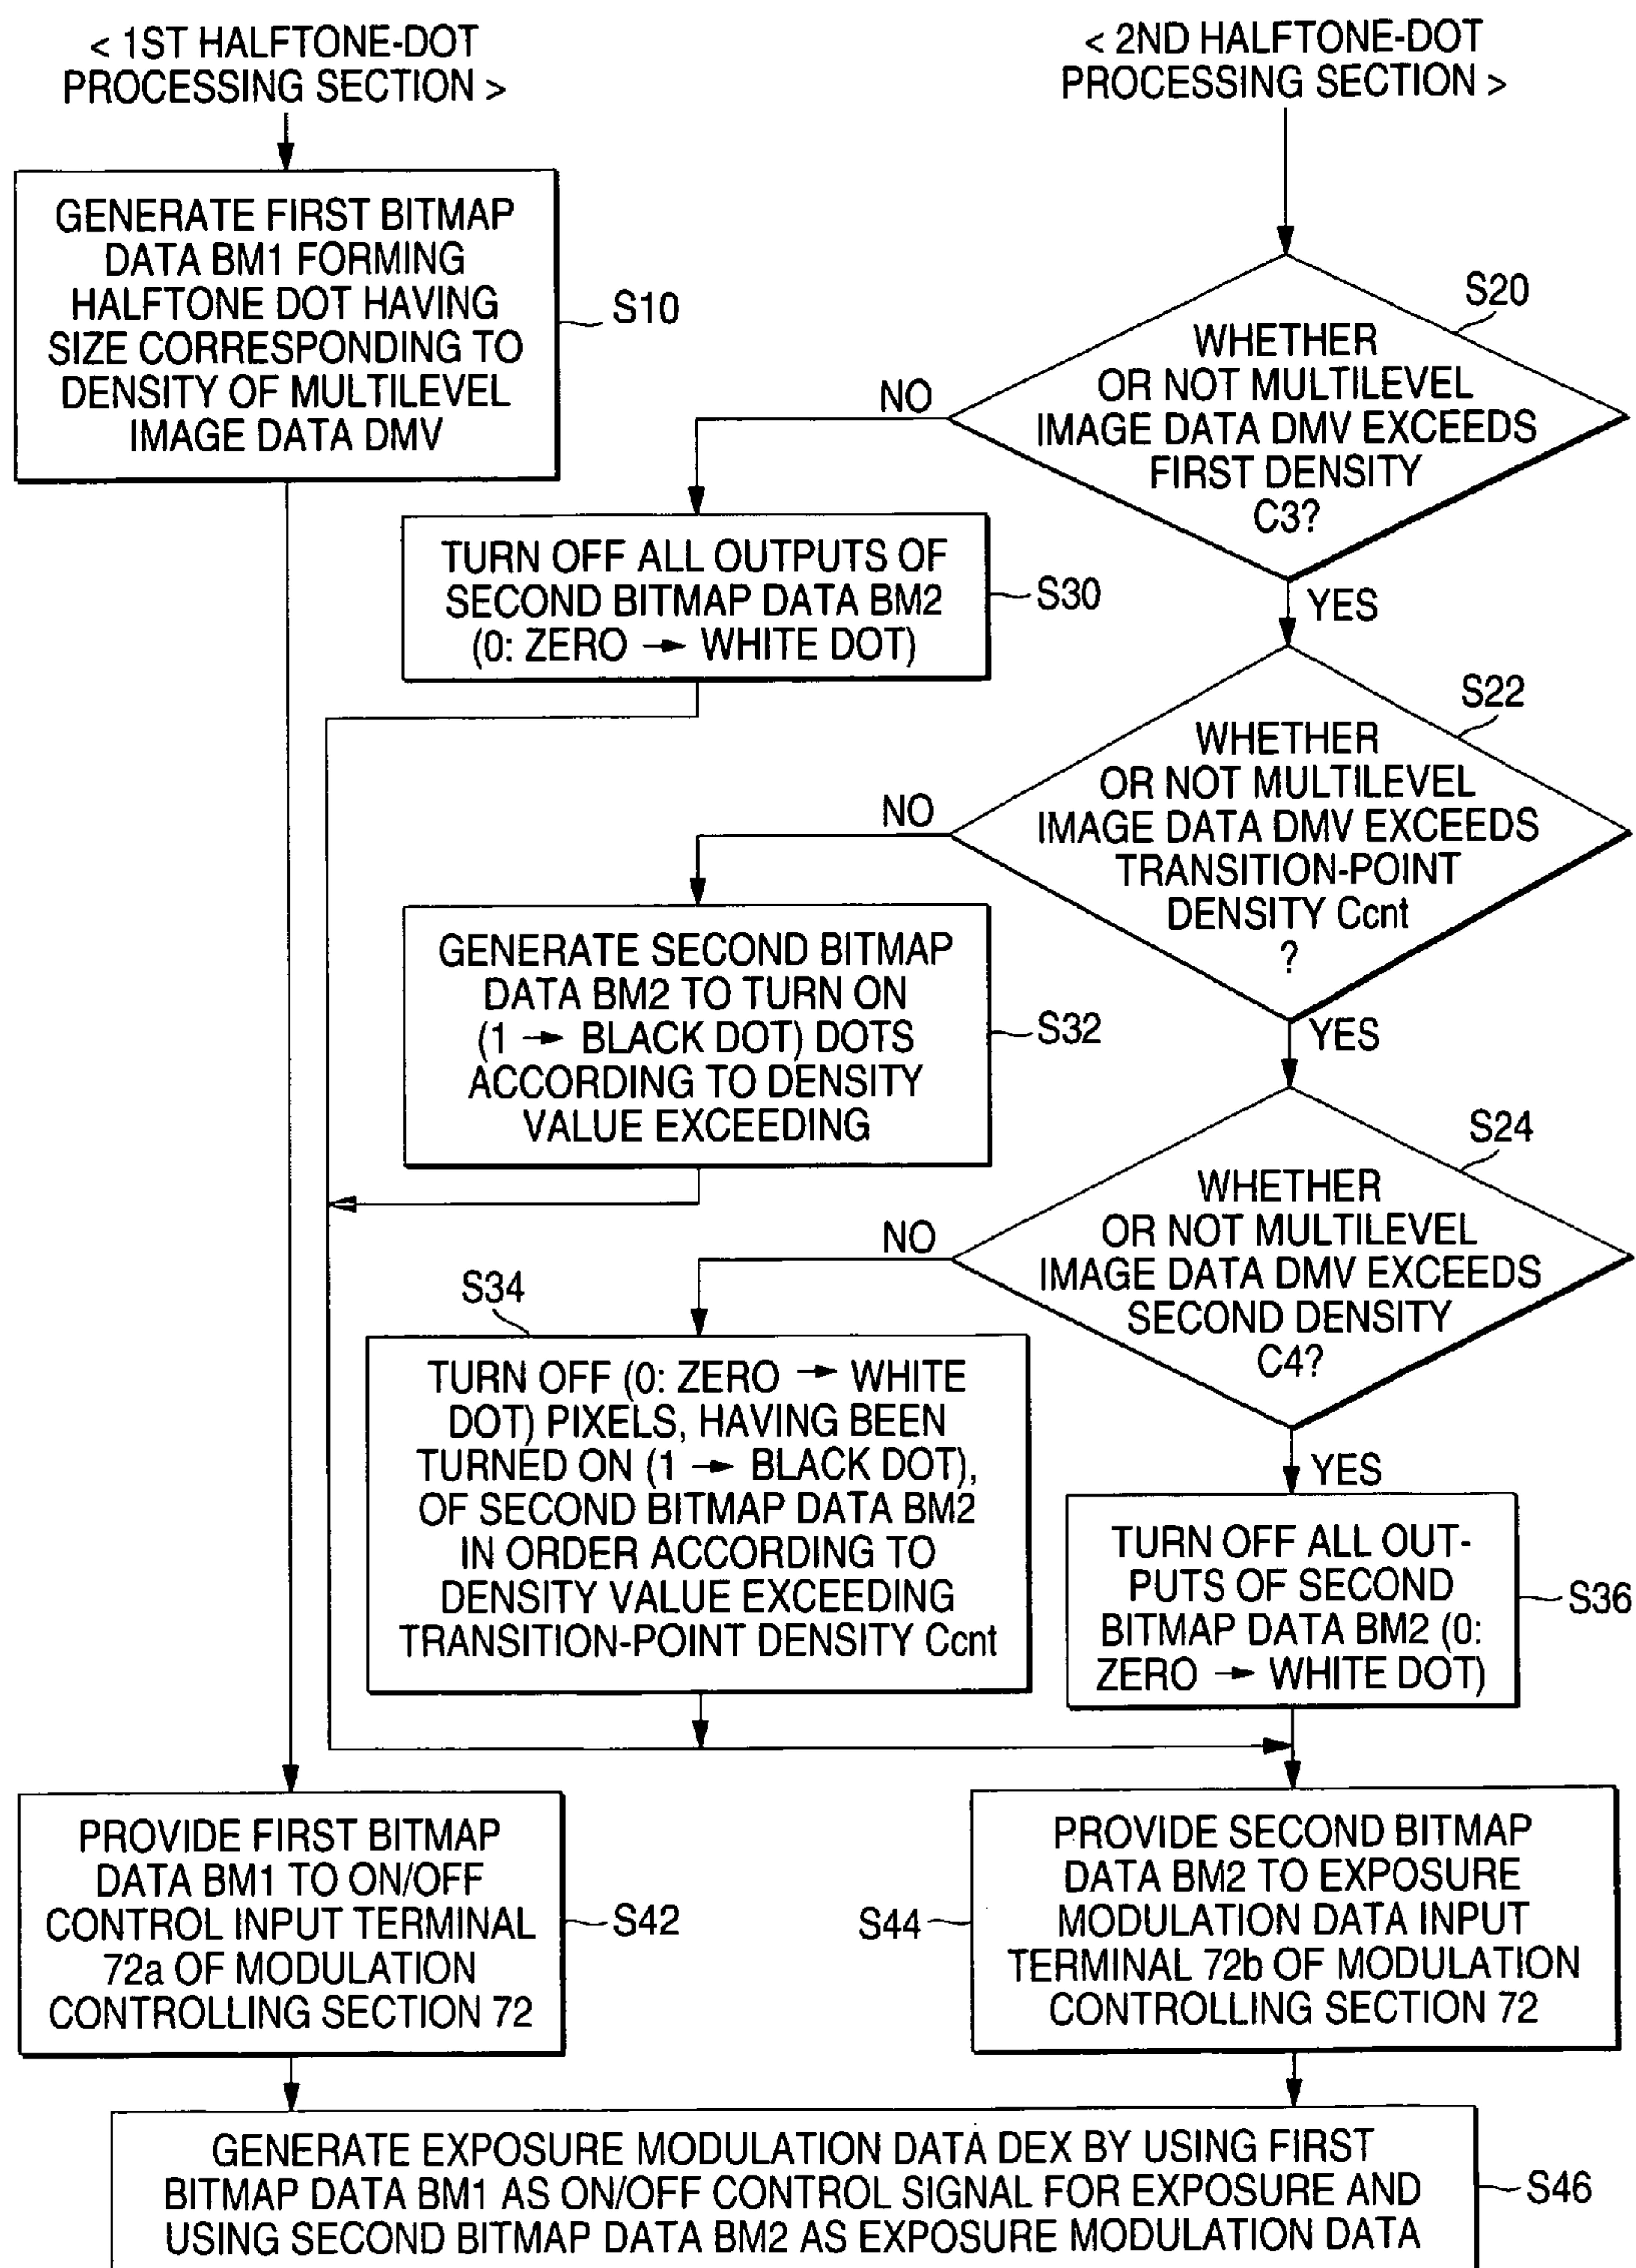 < 1ST HALFTONE-DOT
PROCESSING SECTION >
GENERATE FIRST BITMAP
DATA BM1 FORMING
HALFTONE DOT HAVING
SIZE CORRESPONDING TO
DENSITY OF MULTILEVEL
IMAGE DATA DMV
S10
< 2ND HALFTONE-DOT
PROCESSING SECTION >
S20
WHETHER
OR NOT MULTILEVEL
IMAGE DATA DMV EXCEEDS
FIRST DENSITY
C3?
NO
YES
TURN OFF ALL OUTPUTS OF
SECOND BITMAP DATA BM2
(0: ZERO → WHITE DOT)
S30
S22
WHETHER
OR NOT MULTILEVEL
IMAGE DATA DMV EXCEEDS
TRANSITION-POINT
DENSITY Ccnt
?
NO
YES
GENERATE SECOND BITMAP
DATA BM2 TO TURN ON
(1 → BLACK DOT) DOTS
ACCORDING TO DENSITY
VALUE EXCEEDING
S32
S24
WHETHER
OR NOT MULTILEVEL
IMAGE DATA DMV EXCEEDS
SECOND DENSITY
C4?
NO
YES
S34
TURN OFF (0: ZERO → WHITE
DOT) PIXELS, HAVING BEEN
TURNED ON (1 → BLACK DOT),
OF SECOND BITMAP DATA BM2
IN ORDER ACCORDING TO
DENSITY VALUE EXCEEDING
TRANSITION-POINT DENSITY Ccnt
TURN OFF ALL OUT-
PUTS OF SECOND
BITMAP DATA BM2 (0:
ZERO → WHITE DOT)
S36
PROVIDE FIRST BITMAP
DATA BM1 TO ON/OFF
CONTROL INPUT TERMINAL
72a OF MODULATION
CONTROLLING SECTION 72
S42
S44
PROVIDE SECOND BITMAP
DATA BM2 TO EXPOSURE
MODULATION DATA INPUT
TERMINAL 72b OF MODULATION
CONTROLLING SECTION 72
GENERATE EXPOSURE MODULATION DATA DEX BY USING FIRST
BITMAP DATA BM1 AS ON/OFF CONTROL SIGNAL FOR EXPOSURE AND
USING SECOND BITMAP DATA BM2 AS EXPOSURE MODULATION DATA
S46